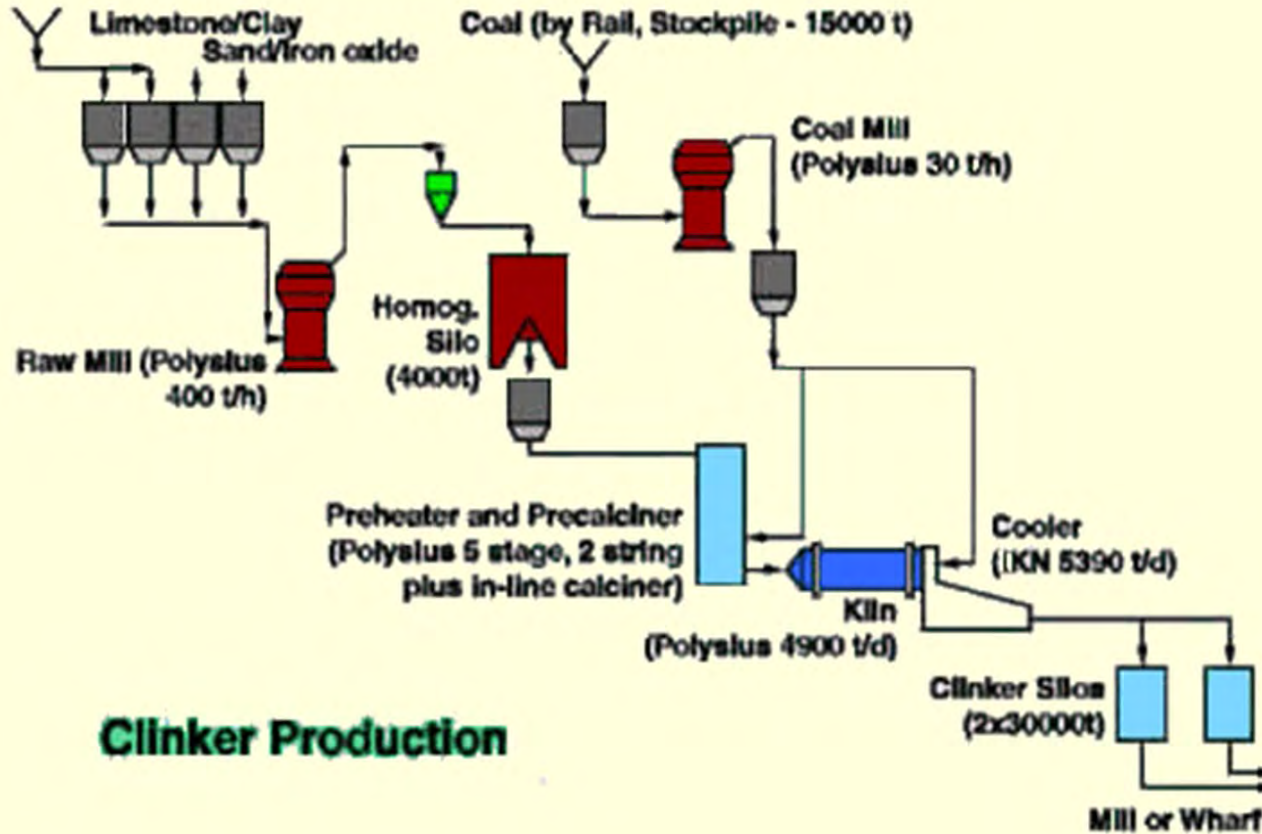 Limestone/Clay
Sand/Iron oxide
Coal (by Rail, Stockpile - 15000 t)
Coal Mill
(Polysius 30 t/h)
Homog.
Silo
(4000t)
Raw Mill (Polysius
400 t/h)
Preheater and Precalciner
(Polysius 5 stage, 2 string
plus in-line calciner)
Cooler
(IKN 5390 t/d)
Kiln
(Polysius 4900 t/d)
Clinker Silos
(2x30000t)
Clinker Production
Mill or Wharf